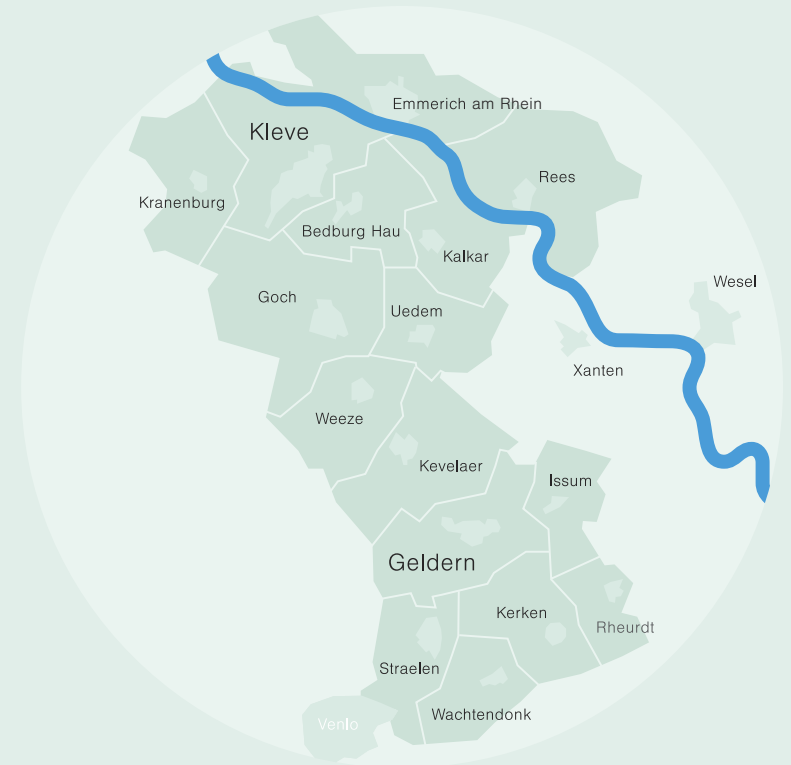 Emmerich am Rhein
Kleve
Rees
Kranenburg
Bedburg Hau
Kalkar
Wesel
Goch
Uedem
Xanten
Weeze
Kevelaer
Issum
Geldern
Kerken
Rheurdt
Straelen
Wachtendonk
Venlo